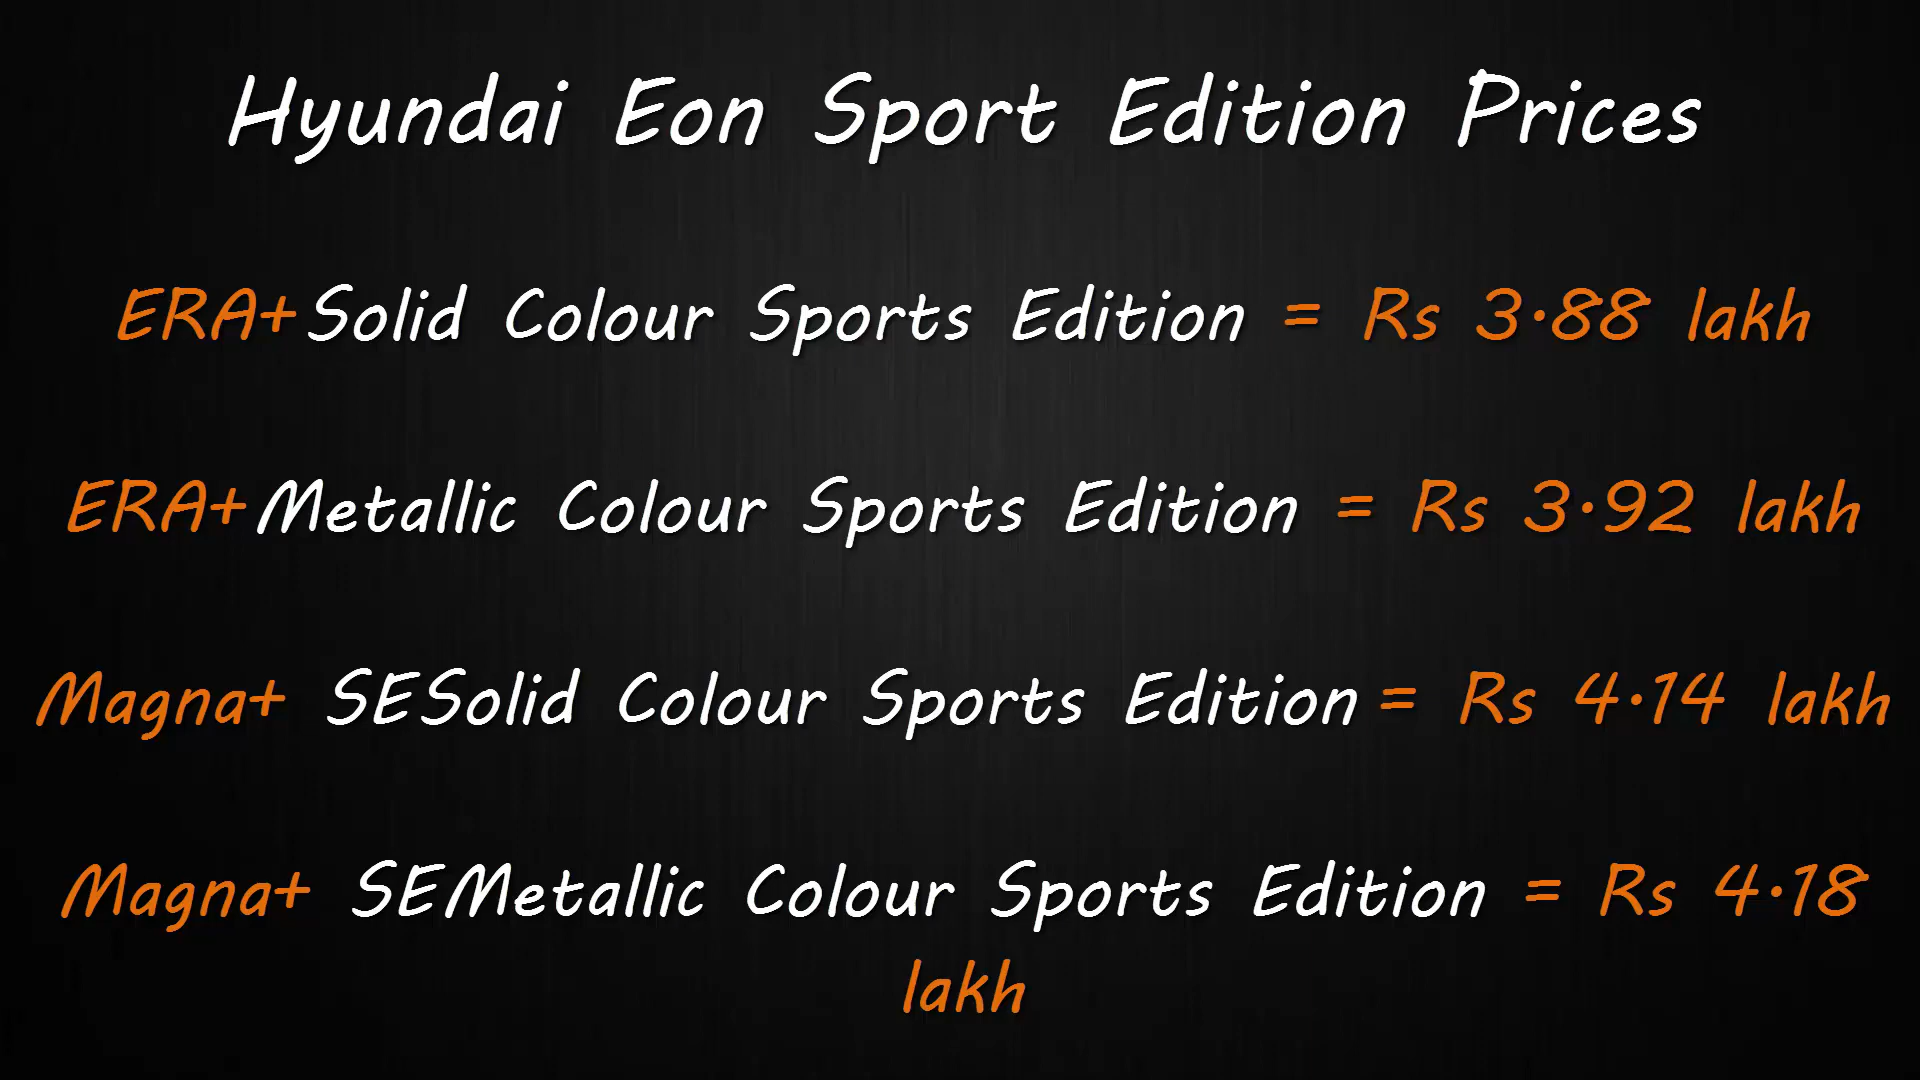 Hyundai Eon Sport Edition Prices
ERA+Solid Colour Sports Edition = Rs 3.88 lakh
ERA+Metallic Colour Sports Edition = Rs 3.92 lakh
Magna+ SESolid Colour Sports Edition = Rs 4.14 lakh
Magna+ SEMetallic Colour Sports Edition = Rs 4.18
lakh